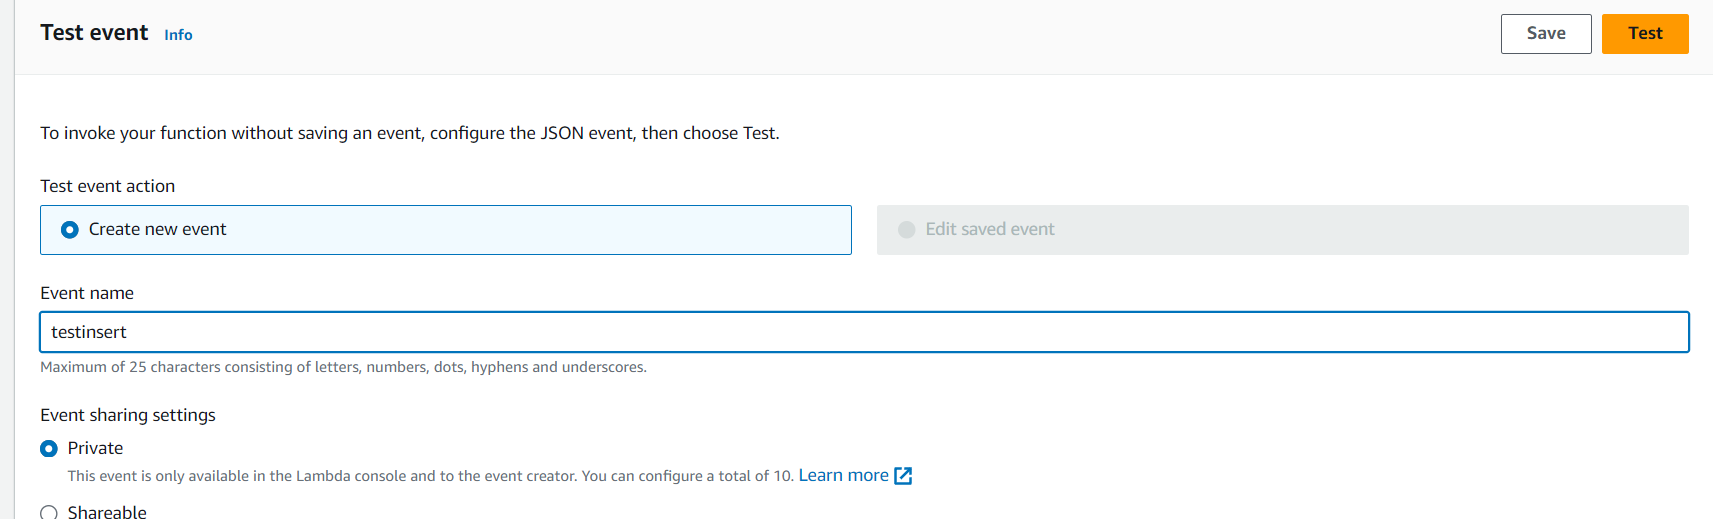 Test event Info Save Test
To invoke your function without saving an event, configure the JSON event, then choose Test.
Test event action
Create new event Edit saved event
Event name
testinsert
Maximum of 25 characters consisting of letters, numbers, dots, hyphens and underscores.
Event sharing settings
Private
This event is only available in the Lambda console and to the event creator. You can configure a total of 10. Learn more
Shareable